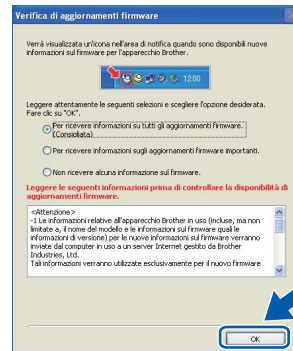 Verifica di aggiornamenti firmware
Verrà visualizzata un'icona nell'area di notifica quando sono disponibili nuove
informazioni sul firmware per l'apparecchio Brother.
12:00
Leggere attentamente le seguenti selezioni e scegliere l'opzione desiderata.
Fare clic su "OK".
Per ricevere informazioni su tutti gli aggiornamenti firmware.
(Consigliata)
Per ricevere informazioni sugli aggiornamenti firmware importanti.
Non ricevere alcuna informazione sul firmware.
Leggere le seguenti informazioni prima di controllare la disponibilità di
aggiornamenti firmware.
<Attenzione>
-1 Le informazioni relative all'apparecchio Brother in uso (incluse, ma non
limitate a, il nome del modello e le informazioni sul firmware quali le
informazioni di versione) per le nuove informazioni sul firmware verranno
inviate dal computer in uso a un server Internet gestito da Brother
Industries, Ltd.
Tali informazioni verranno utilizzate esclusivamente per il nuovo firmware
OK